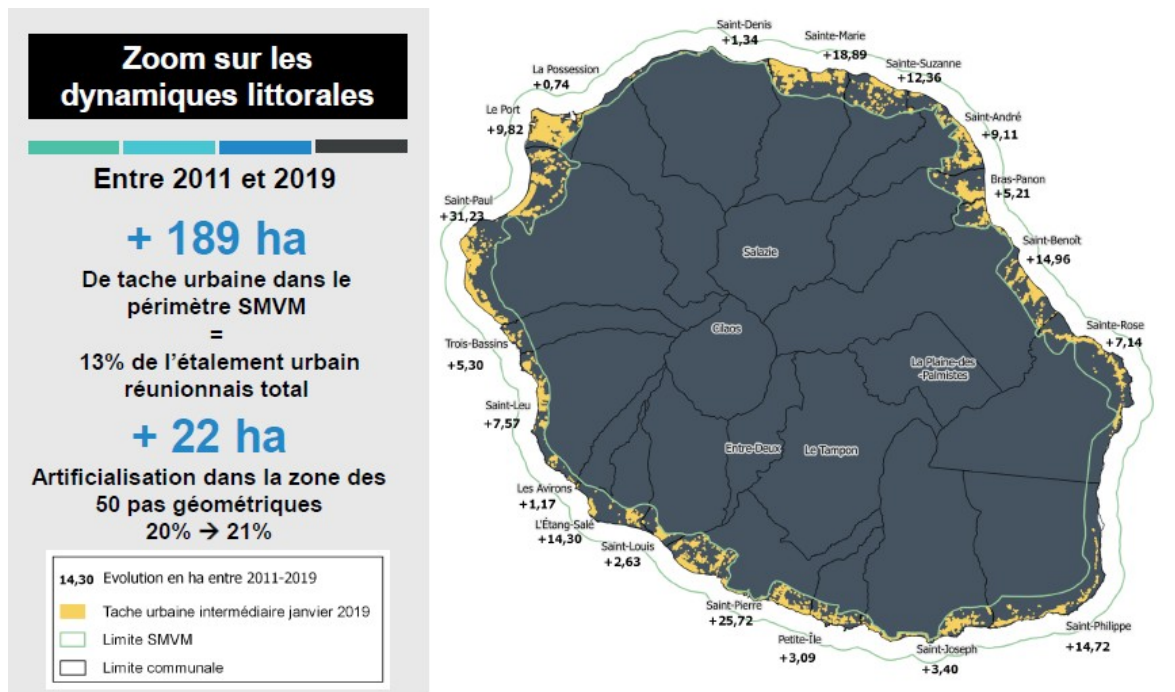 Zoom sur les
dynamiques littorales
Entre 2011 et 2019
+ 189 ha
De tache urbaine dans le
périmètre SMVM
=
13% de l'étalement urbain
réunionnais total
+ 22 ha
Artificialisation dans la zone des
50 pas géométriques
20% → 21%
14,30 Evolution en ha entre 2011-2019
Tache urbaine intermédiaire janvier 2019
Limite SMVM
Limite communale
Saint-Denis
+1,34
Sainte-Marie
+18,89
Sainte-Suzanne
+12,36
La Possession
+0,74
Le Port
+9,82
Saint-André
+9,11
Bras-Panon
+5,21
Saint-Paul
+31,23
Saint-Benoît
+14,96
Salazie
Cilaos
Sainte-Rose
+7,14
Trois-Bassins
+5,30
La Plaine-des
-Palmistes
Saint-Leu
+7,57
Entre-Deux
Le Tampon
Les Avirons
+1,17
L'Étang-Salé
+14,30
Saint-Louis
+2,63
Saint-Pierre
+25,72
Petite-Île
+3,09
Saint-Joseph
+3,40
Saint-Philippe
+14,72